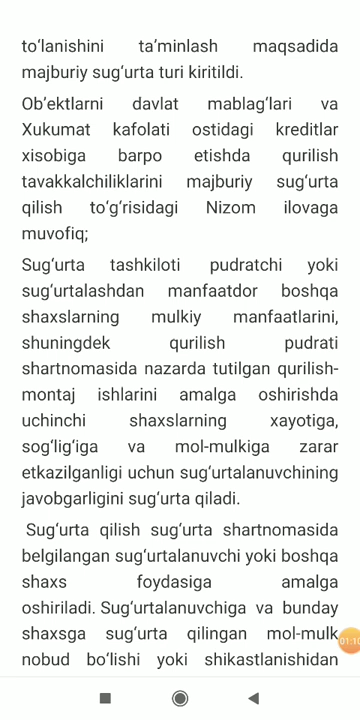 to‘lanishini ta’minlash maqsadida
majburiy sug‘urta turi kiritildi.
Ob’ektlarni davlat mablag‘lari va
Xukumat kafolati ostidagi kreditlar
xisobiga barpo etishda qurilish
tavakkalchiliklarini majburiy sug‘urta
qilish to‘g‘risidagi Nizom ilovaga
muvofiq;
Sug‘urta tashkiloti pudratchi yoki
sug‘urtalashdan manfaatdor boshqa
shaxslarning mulkiy manfaatlarini,
shuningdek qurilish pudrati
shartnomasida nazarda tutilgan qurilish-
montaj ishlarini amalga oshirishda
uchinchi shaxslarning xayotiga,
sog‘lig‘iga va mol-mulkiga zarar
etkazilganligi uchun sug‘urtalanuvchining
javobgarligini sug‘urta qiladi.
Sug‘urta qilish sug‘urta shartnomasida
belgilangan sug‘urtalanuvchi yoki boshqa
shaxs foydasiga amalga
oshiriladi. Sug‘urtalanuvchiga va bunday
shaxsga sug‘urta qilingan mol-mulk
nobud bo‘lishi yoki shikastlanishidan
01:10